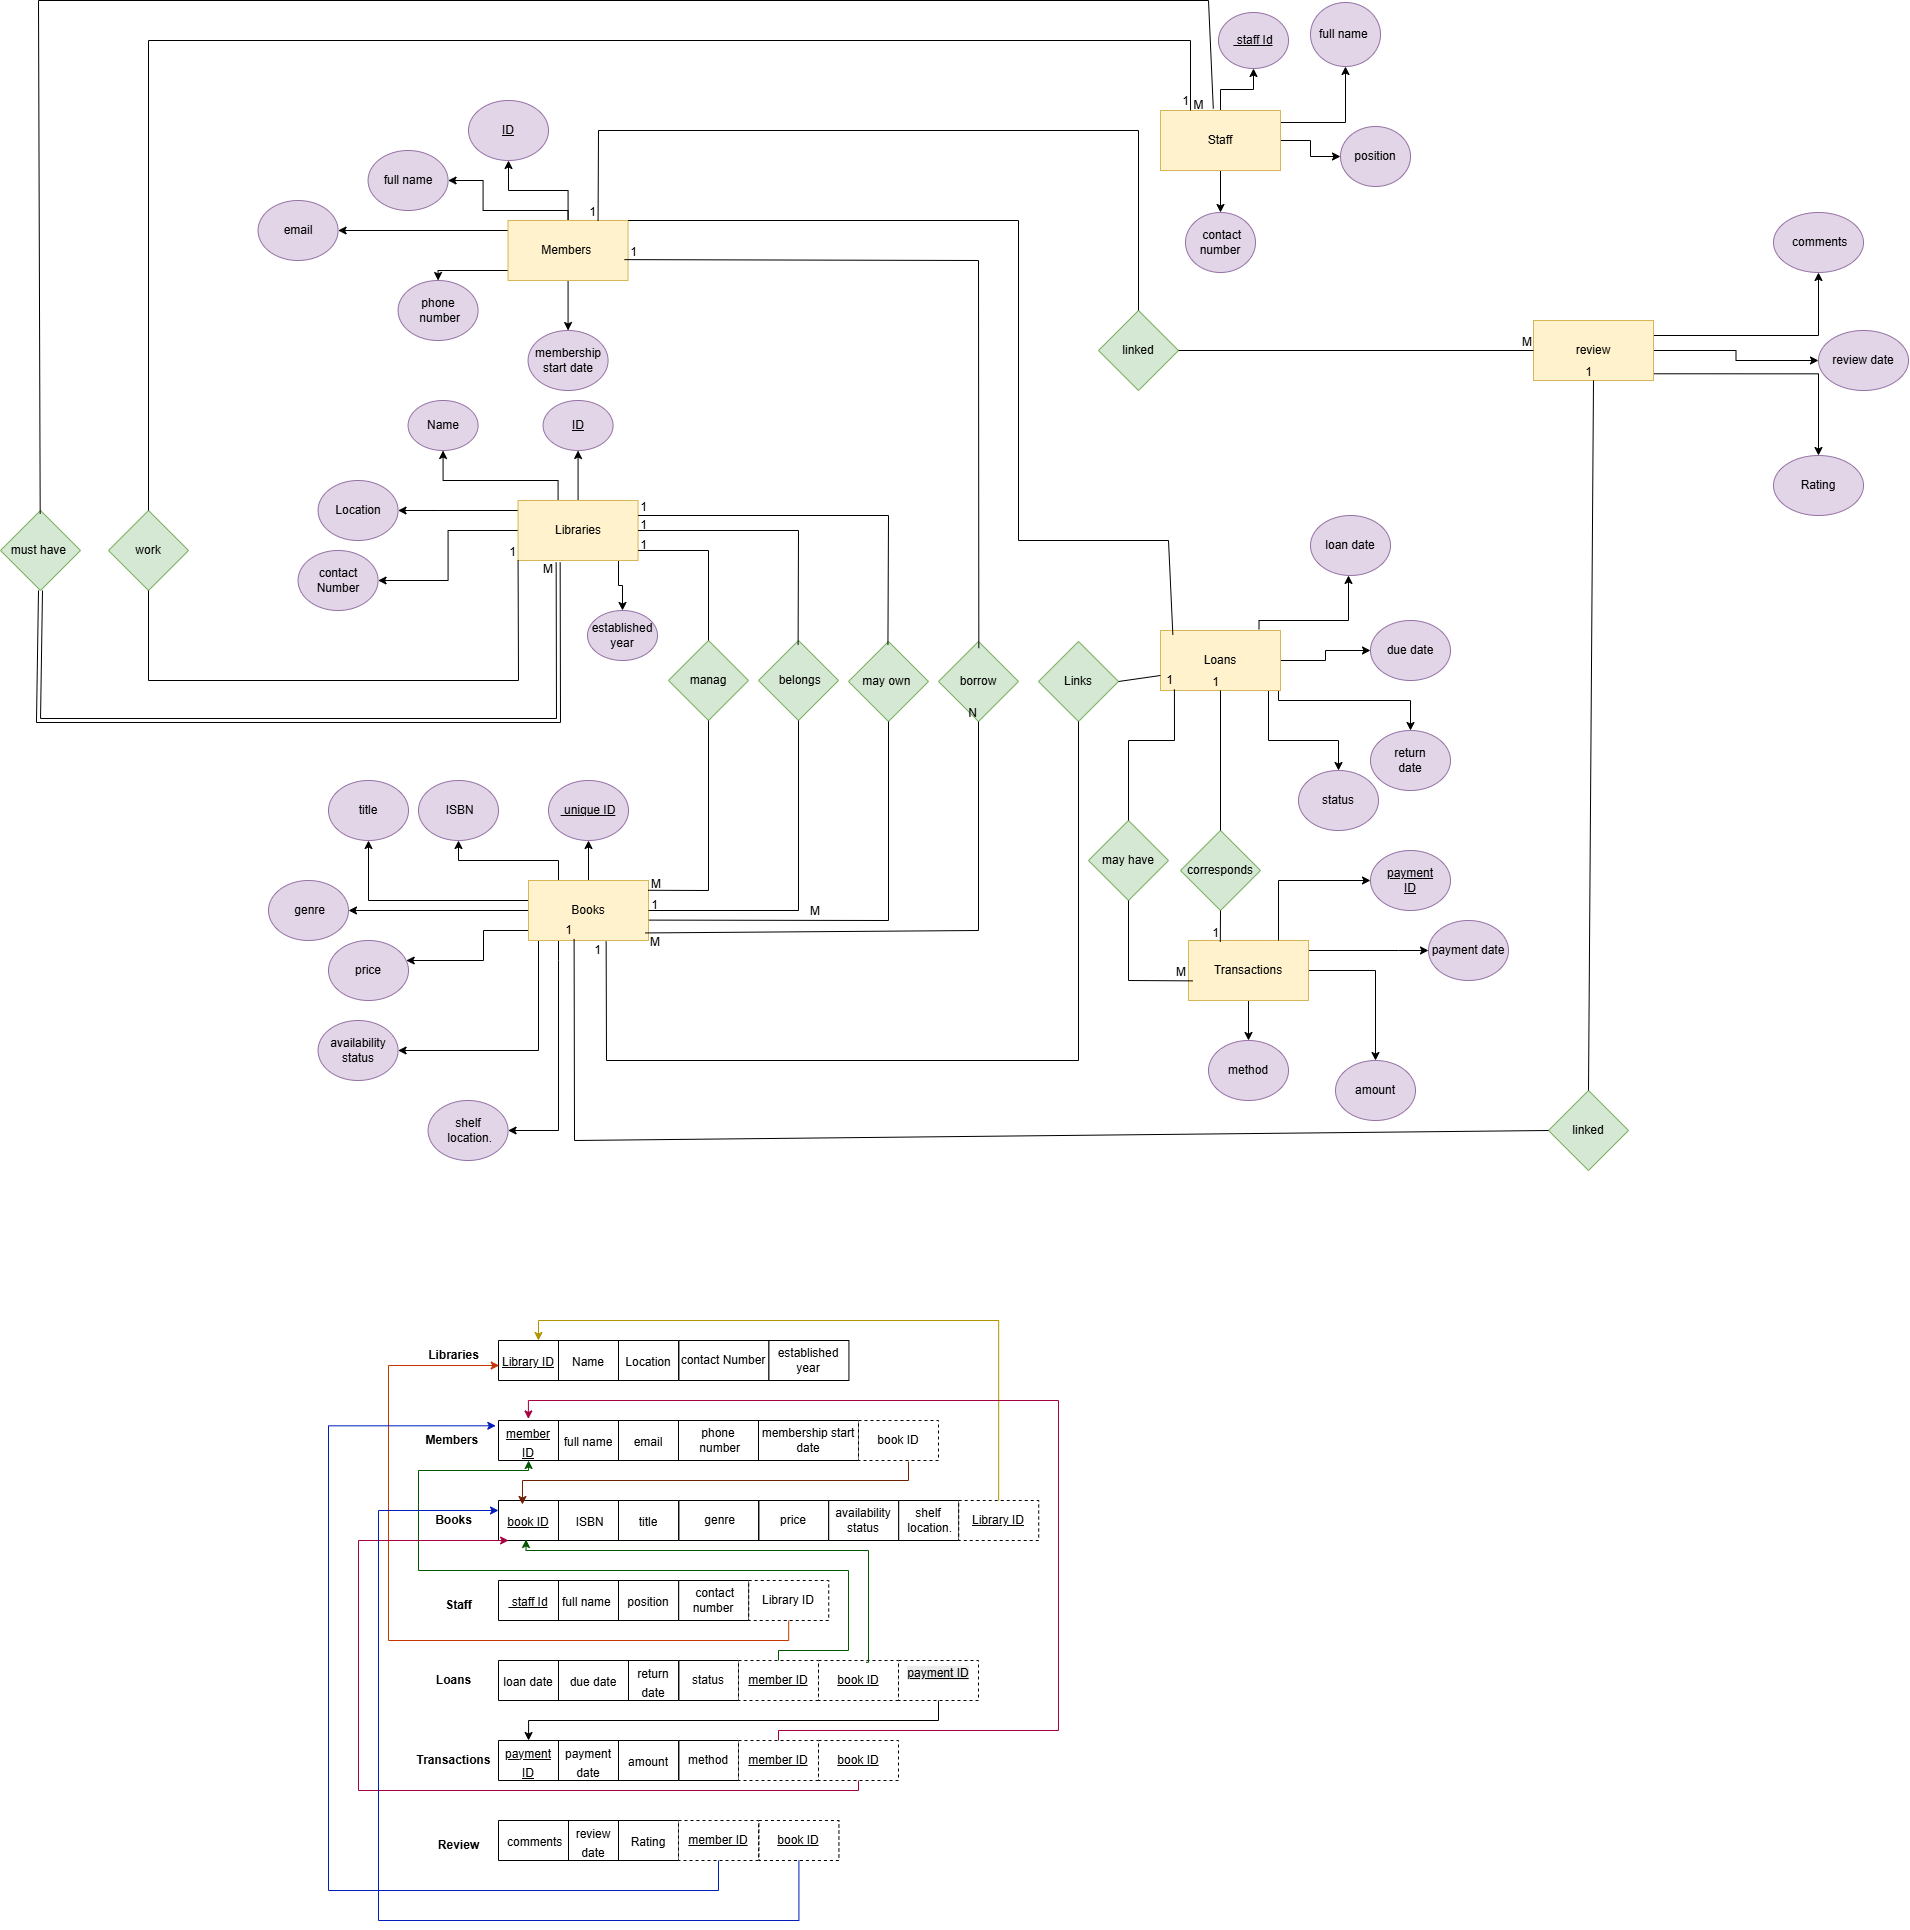 staff Id
full name
1
M
Staff
position
contact
number
ID
full name
email
1
Members
1
phone
number
membership
start date
comments
linked
M
review
1
review date
Rating
Name
ID
Location
1
1
1
Libraries
1
M
contact
Number
established
year
must have
work
manag
belongs
may own
borrow
N
Links
loan date
Loans
1
1
due date
return
date
status
title
ISBN
unique ID
genre
Books
1
M
1
M
M
1
price
availability
status
shelf
location.
may have
corresponds
payment
ID
1
M
Transactions
payment date
method
amount
linked
Libraries
Library ID
Name
Location
contact Number
established
year
Members
member
ID
full name
email
phone
number
membership start
date
book ID
Books
book ID
ISBN
title
genre
price
availability
status
shelf
location.
Library ID
Staff
staff Id
full name
position
contact
number
Library ID
Loans
loan date
due date
return
date
status
member ID
book ID
payment ID
Transactions
payment
ID
payment
date
amount
method
member ID
book ID
Review
comments
review
date
Rating
member ID
book ID